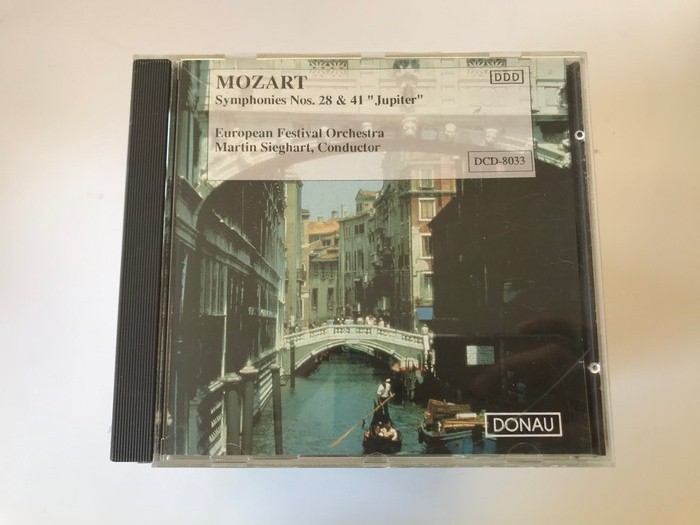 MOZART
DDD
Symphonies Nos. 28 & 41 "Jupiter"
European Festival Orchestra
Martin Sieghart, Conductor
DCD-8033
DONAU